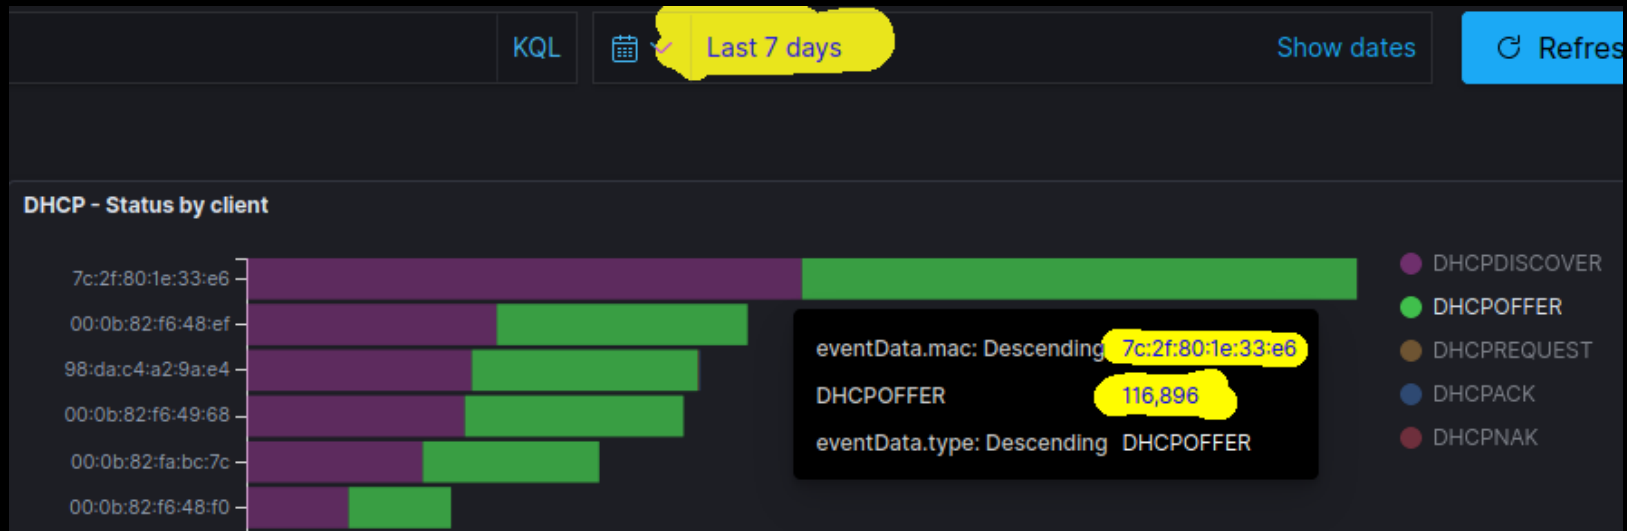 KQL
Last 7 days
Show dates
Refres
DHCP - Status by client
7c:2f:80:1e:33:e6
00:0b:82:f6:48:ef
98:da:c4:a2:9a:e4
00:0b:82:f6:49:68
00:0b:82:fa:bc:7c
00:0b:82:f6:48:f0
eventData.mac: Descending 7c:2f:80:1e:33:e6
DHCPOFFER 116,896
eventData.type: Descending DHCPOFFER
DHCPDISCOVER
DHCPOFFER
DHCPREQUEST
DHCPACK
DHCPNAK